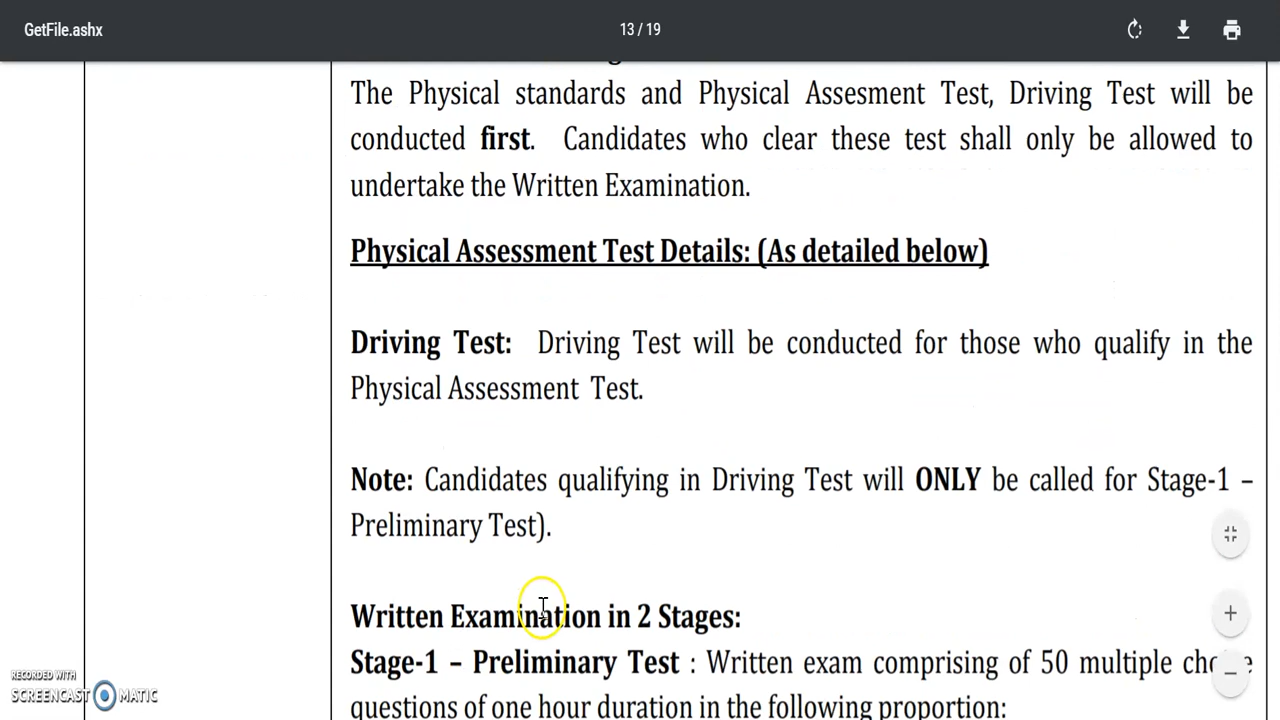 GetFile.ashx
13 / 19
The Physical standards and Physical Assesment Test, Driving Test will be
conducted first. Candidates who clear these test shall only be allowed to
undertake the Written Examination.
Physical Assessment Test Details: (As detailed below)
Driving Test: Driving Test will be conducted for those who qualify in the
Physical Assessment Test.
Note: Candidates qualifying in Driving Test will ONLY be called for Stage-1 –
Preliminary Test).
Written Examination in 2 Stages:
Stage-1 – Preliminary Test : Written exam comprising of 50 multiple choice
questions of one hour duration in the following proportion:
RECORDED WITH
SCREENCAST MATIC